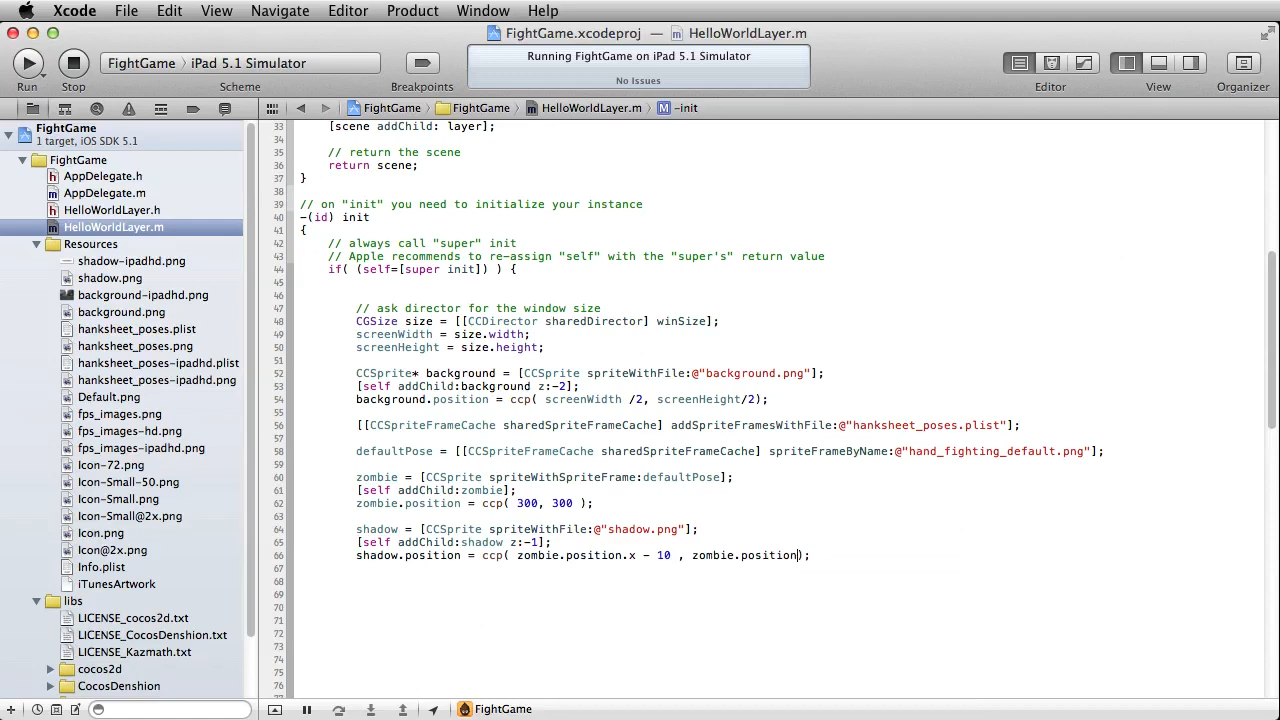 Xcode File Edit View Navigate Editor Product Window Help
FightGame.xcodeproj — HelloWorldLayer.m
FightGame › iPad 5.1 Simulator
Running FightGame on iPad 5.1 Simulator
No Issues
Run Stop Scheme Breakpoints Editor View Organizer
FightGame FightGame HelloWorldLayer.m M -init
FightGame
1 target, iOS SDK 5.1
FightGame
h AppDelegate.h
m AppDelegate.m
h HelloWorldLayer.h
m HelloWorldLayer.m
Resources
shadow-ipadhd.png
shadow.png
background-ipadhd.png
background.png
hanksheet_poses.plist
hanksheet_poses.png
hanksheet_poses-ipadhd.plist
hanksheet_poses-ipadhd.png
Default.png
fps_images.png
fps_images-hd.png
fps_images-ipadhd.png
Icon-72.png
Icon-Small-50.png
Icon-Small.png
Icon-Small@2x.png
Icon.png
Icon@2x.png
Info.plist
iTunesArtwork
libs
LICENSE_cocos2d.txt
LICENSE_CocosDenshion.txt
LICENSE_Kazmath.txt
cocos2d
CocosDenshion
33 [scene addChild: layer];
34
35 // return the scene
36 return scene;
37 }
38
39 // on "init" you need to initialize your instance
40 -(id) init
41 {
42 // always call "super" init
43 // Apple recommends to re-assign "self" with the "super's" return value
44 if( (self=[super init]) ) {
45
46
47 // ask director for the window size
48 CGSize size = [[CCDirector sharedDirector] winSize];
49 screenWidth = size.width;
50 screenHeight = size.height;
51
52 CCSprite* background = [CCSprite spriteWithFile:@"background.png"];
53 [self addChild:background z:-2];
54 background.position = ccp( screenWidth /2, screenHeight/2);
55
56 [[CCSpriteFrameCache sharedSpriteFrameCache] addSpriteFramesWithFile:@"hanksheet_poses.plist"];
57
58 defaultPose = [[CCSpriteFrameCache sharedSpriteFrameCache] spriteFrameByName:@"hand_fighting_default.png"];
59
60 zombie = [CCSprite spriteWithSpriteFrame:defaultPose];
61 [self addChild:zombie];
62 zombie.position = ccp( 300, 300 );
63
64 shadow = [CCSprite spriteWithFile:@"shadow.png"];
65 [self addChild:shadow z:-1];
66 shadow.position = ccp( zombie.position.x - 10 , zombie.position);
67
68
69
70
71
72
73
74
75
76
FightGame